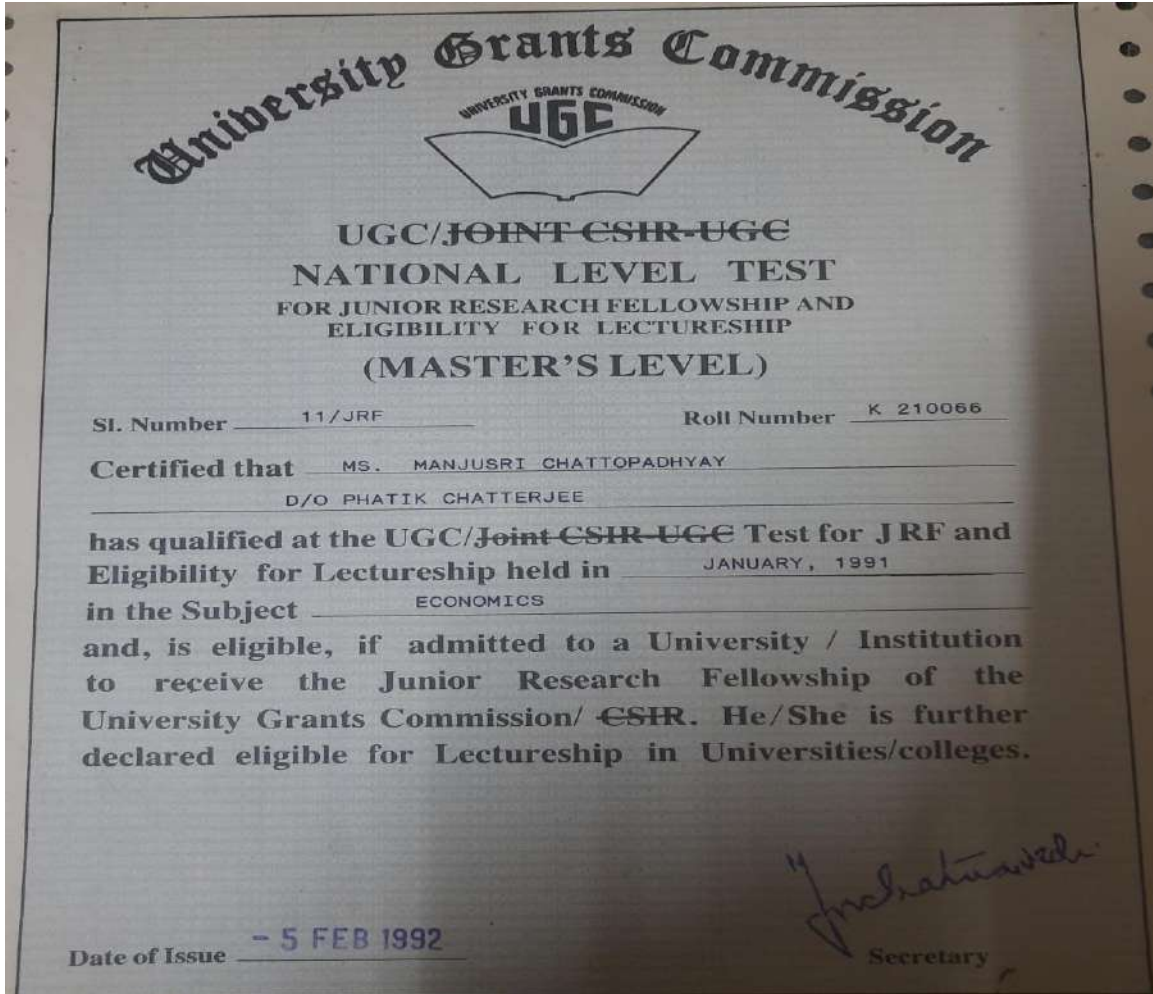 University Grants Commission
UNIVERSITY GRANTS COMMISSION
UGC
UGC/JOINT CSIR-UGC
NATIONAL LEVEL TEST
FOR JUNIOR RESEARCH FELLOWSHIP AND
ELIGIBILITY FOR LECTURESHIP
(MASTER'S LEVEL)
Sl. Number 11/JRF Roll Number K 210066
Certified that MS. MANJUSRI CHATTOPADHYAY
D/O PHATIK CHATTERJEE
has qualified at the UGC/Joint CSIR-UGC Test for JRF and
Eligibility for Lectureship held in JANUARY, 1991
in the Subject ECONOMICS
and, is eligible, if admitted to a University / Institution
to receive the Junior Research Fellowship of the
University Grants Commission/ CSIR. He/She is further
declared eligible for Lectureship in Universities/colleges.
Date of Issue - 5 FEB 1992
Secretary